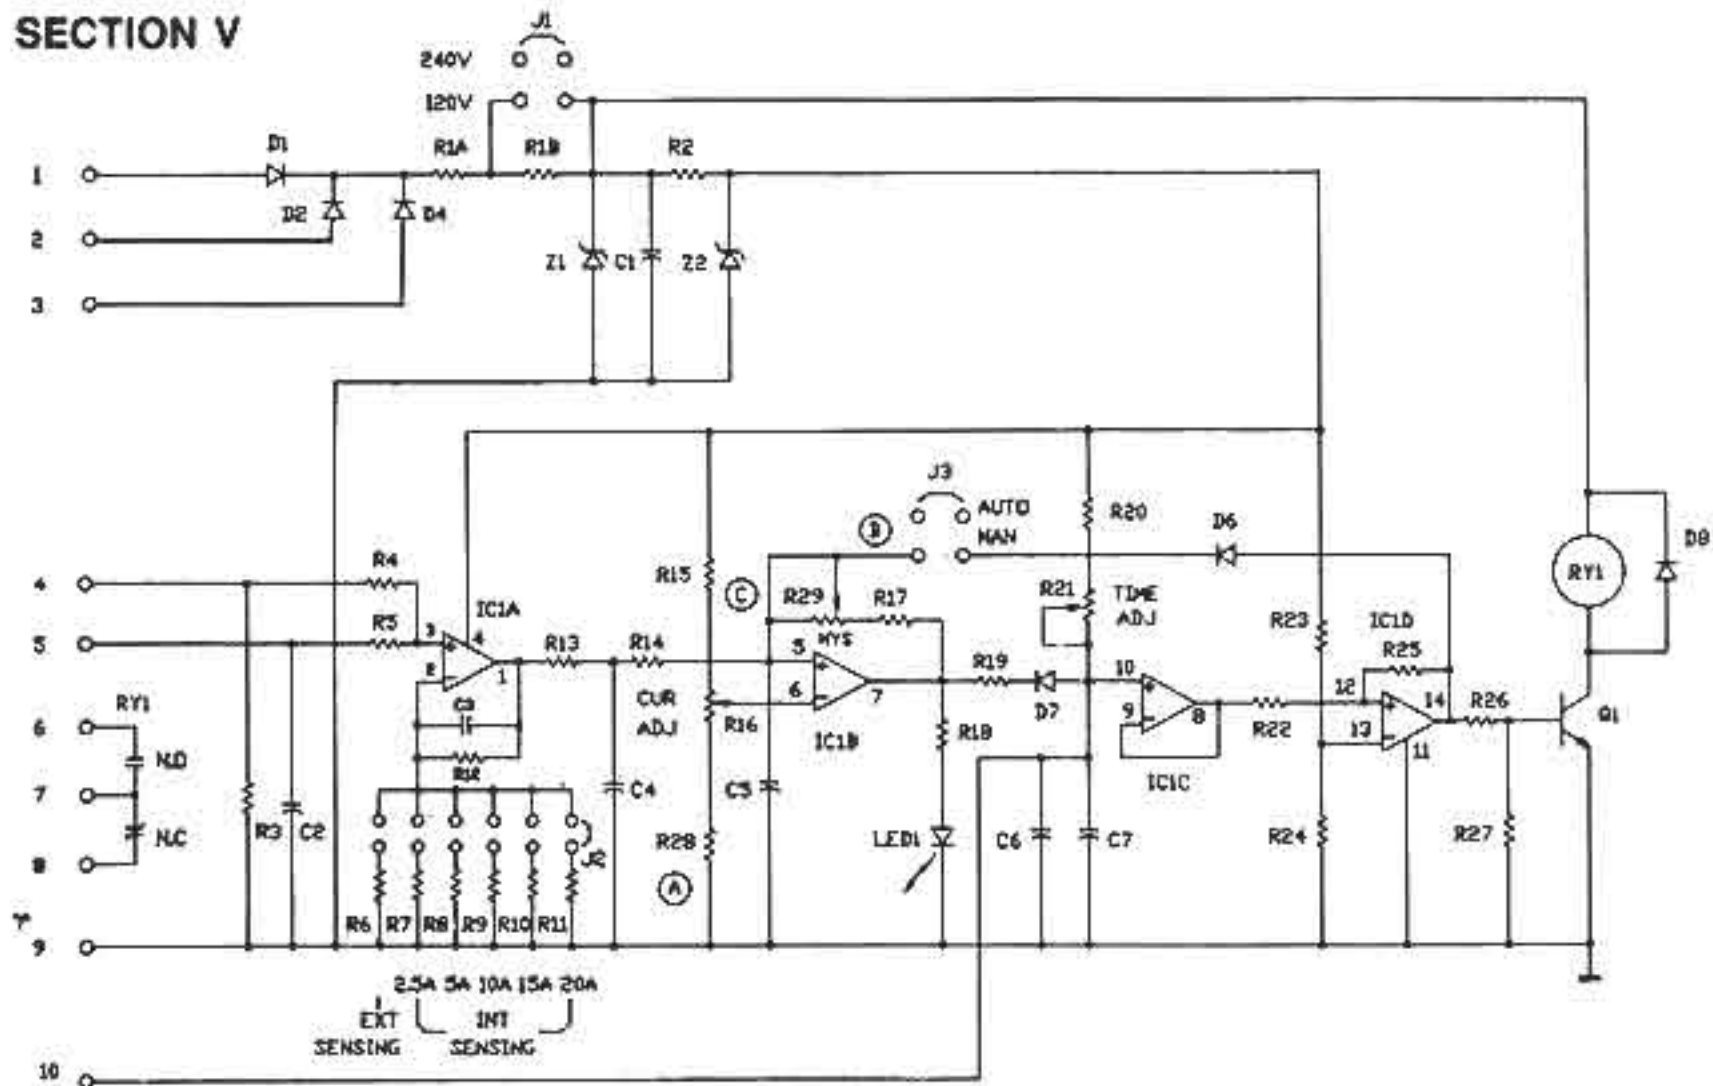 SECTION V
J1
240V
120V
D1
R1A
R1B
R2
1
D2
D4
2
Z1
C1
Z2
3
J3
AUTO
MAN
B
R20
D6
D8
R4
R15
C
R29
R17
R21
TIME
ADJ
RY1
4
IC1A
R23
IC1D
R5
3
4
R13
R14
HYS
R25
5
2
1
5
6
7
R19
10
12
14
R26
C3
CUR
ADJ
R16
D7
9
8
R22
13
11
Q1
RY1
IC1B
R18
6
N.O
R12
IC1C
7
C4
C5
N.C
R3
C2
J2
R28
LED1
C6
C7
R24
R27
8
A
R6
R7
R8
R9
R10
R11
9
2.5A 5A 10A 15A 20A
EXT
SENSING
INT
SENSING
10